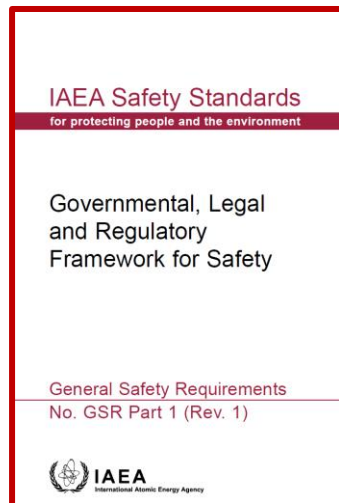 IAEA Safety Standards
for protecting people and the environment
Governmental, Legal
and Regulatory
Framework for Safety
General Safety Requirements
No. GSR Part 1 (Rev. 1)
IAEA
International Atomic Energy Agency